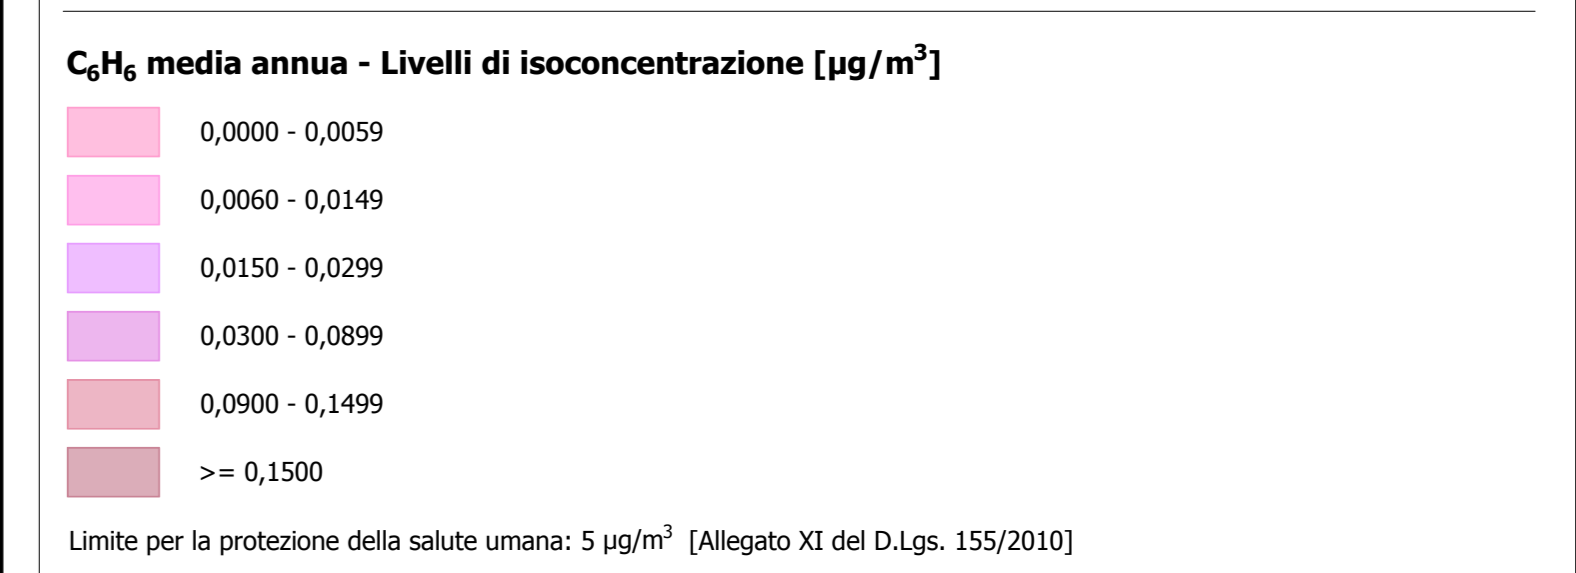 C₆H₆ media annua - Livelli di isoconcentrazione [µg/m³]
0,0000 - 0,0059
0,0060 - 0,0149
0,0150 - 0,0299
0,0300 - 0,0899
0,0900 - 0,1499
>= 0,1500
Limite per la protezione della salute umana: 5 µg/m³ [Allegato XI del D.Lgs. 155/2010]